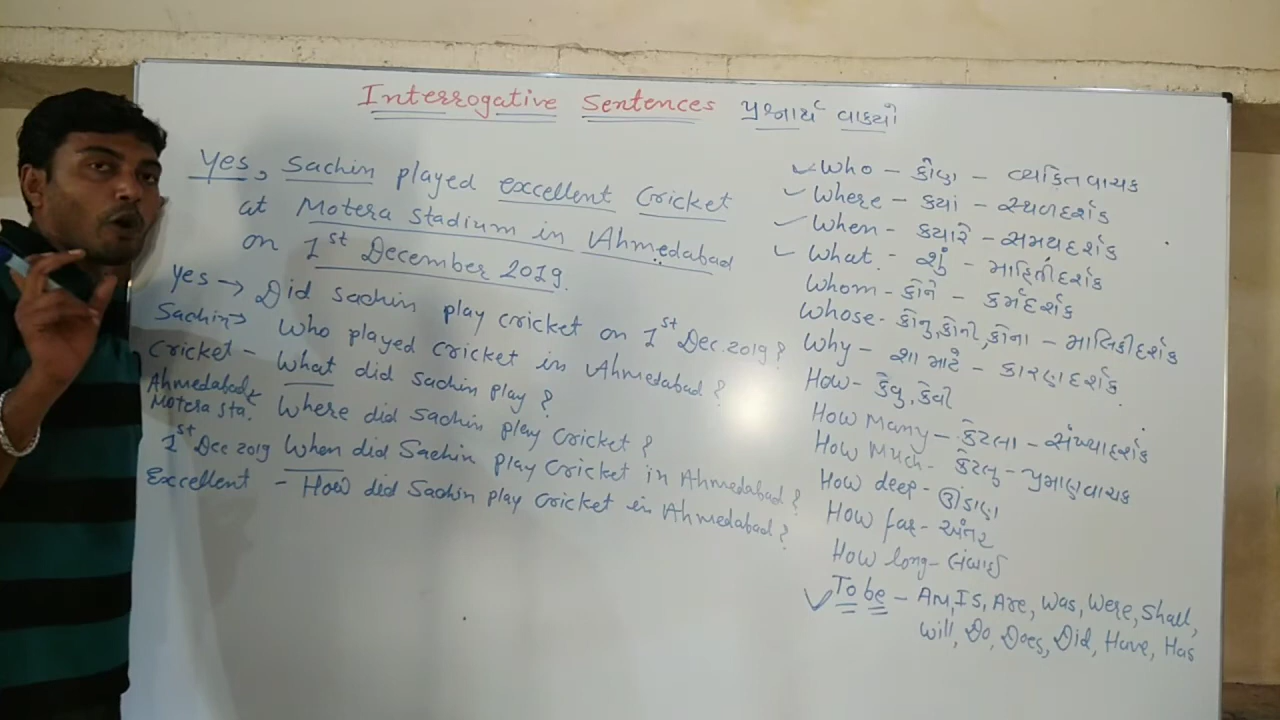 Interrogative Sentences પ્રશ્નાર્થ વાક્યો
Yes, Sachin played excellent Cricket
at Motera Stadium in Ahmedabad
on 1st December 2019.
Yes → Did sachin play cricket on 1st Dec. 2019?
Sachin → Who played cricket in Ahmedabad?
Cricket - What did sachin play?
Ahmedabad &
Motera sta. Where did sachin play Cricket?
1st Dec 2019 When did Sachin play Cricket in Ahmedabad?
Excellent - How did Sachin play Cricket in Ahmedabad?
✓ Who - કોણ - વ્યકિતવાચક
✓ Where - કયાં - સ્થળદર્શક
✓ When - કયારે - સમયદર્શક
✓ What - શું - માહિતીદર્શક
Whom - કોને - કર્મદર્શક
Whose - કોનુ, કોની, કોના - માલિકીદર્શક
Why - શા માટે - કારણદર્શક
How - કેવુ, કેવી
How Many - કેટલા - સંખ્યાદર્શક
How Much - કેટલુ - પ્રમાણવાચક
How deep - ઊંડાણ
How far - અંતર
How long - લંબાઈ
✓ To be - Am, Is, Are, Was, Were, Shall,
Will, Do, Does, Did, Have, Has